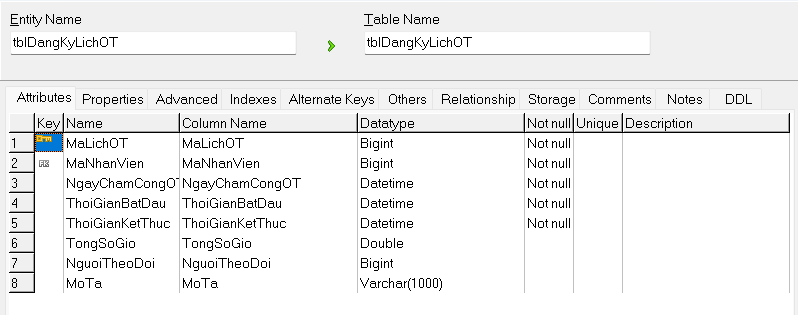 Entity Name Table Name
tblDangKyLichOT tblDangKyLichOT
Attributes Properties Advanced Indexes Alternate Keys Others Relationship Storage Comments Notes DDL
Key Name Column Name Datatype Not null Unique Description
1 MaLichOT MaLichOT Bigint Not null
2 FK MaNhanVien MaNhanVien Bigint Not null
3 NgayChamCongOT NgayChamCongOT Datetime Not null
4 ThoiGianBatDau ThoiGianBatDau Datetime Not null
5 ThoiGianKetThuc ThoiGianKetThuc Datetime Not null
6 TongSoGio TongSoGio Double
7 NguoiTheoDoi NguoiTheoDoi Bigint
8 MoTa MoTa Varchar(1000)